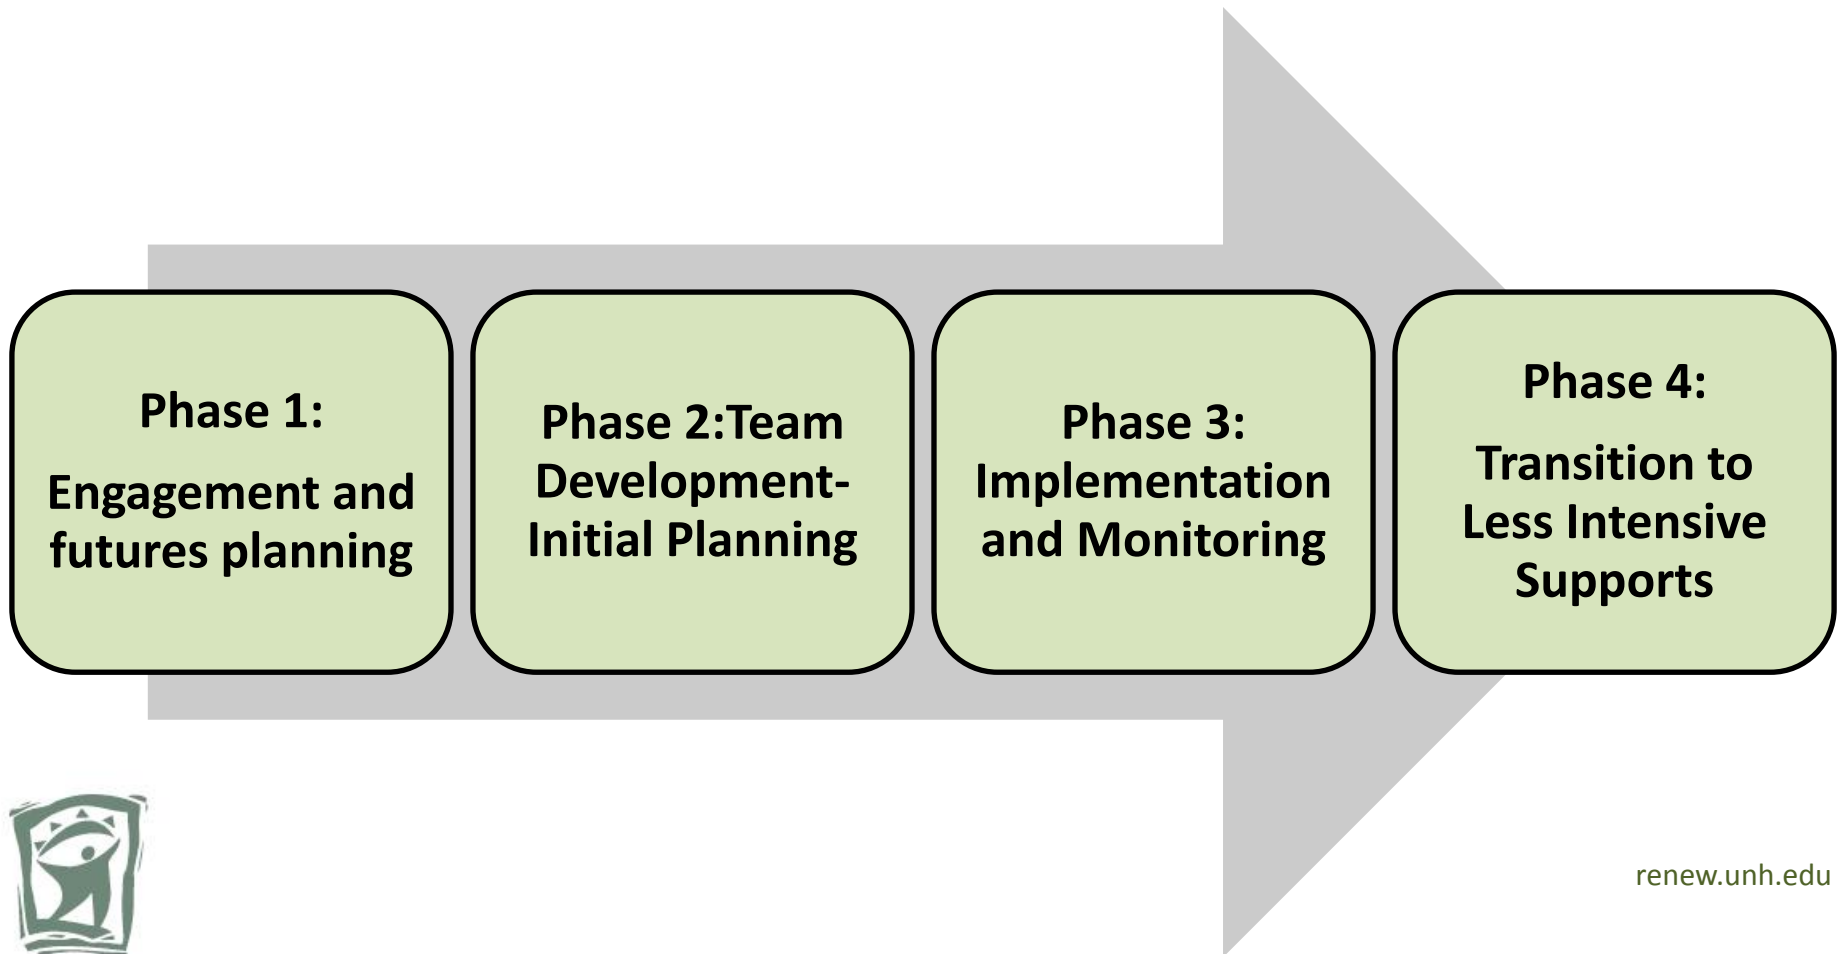 Phase 1:
Engagement and
futures planning
Phase 2:Team
Development-
Initial Planning
Phase 3:
Implementation
and Monitoring
Phase 4:
Transition to
Less Intensive
Supports
renew.unh.edu